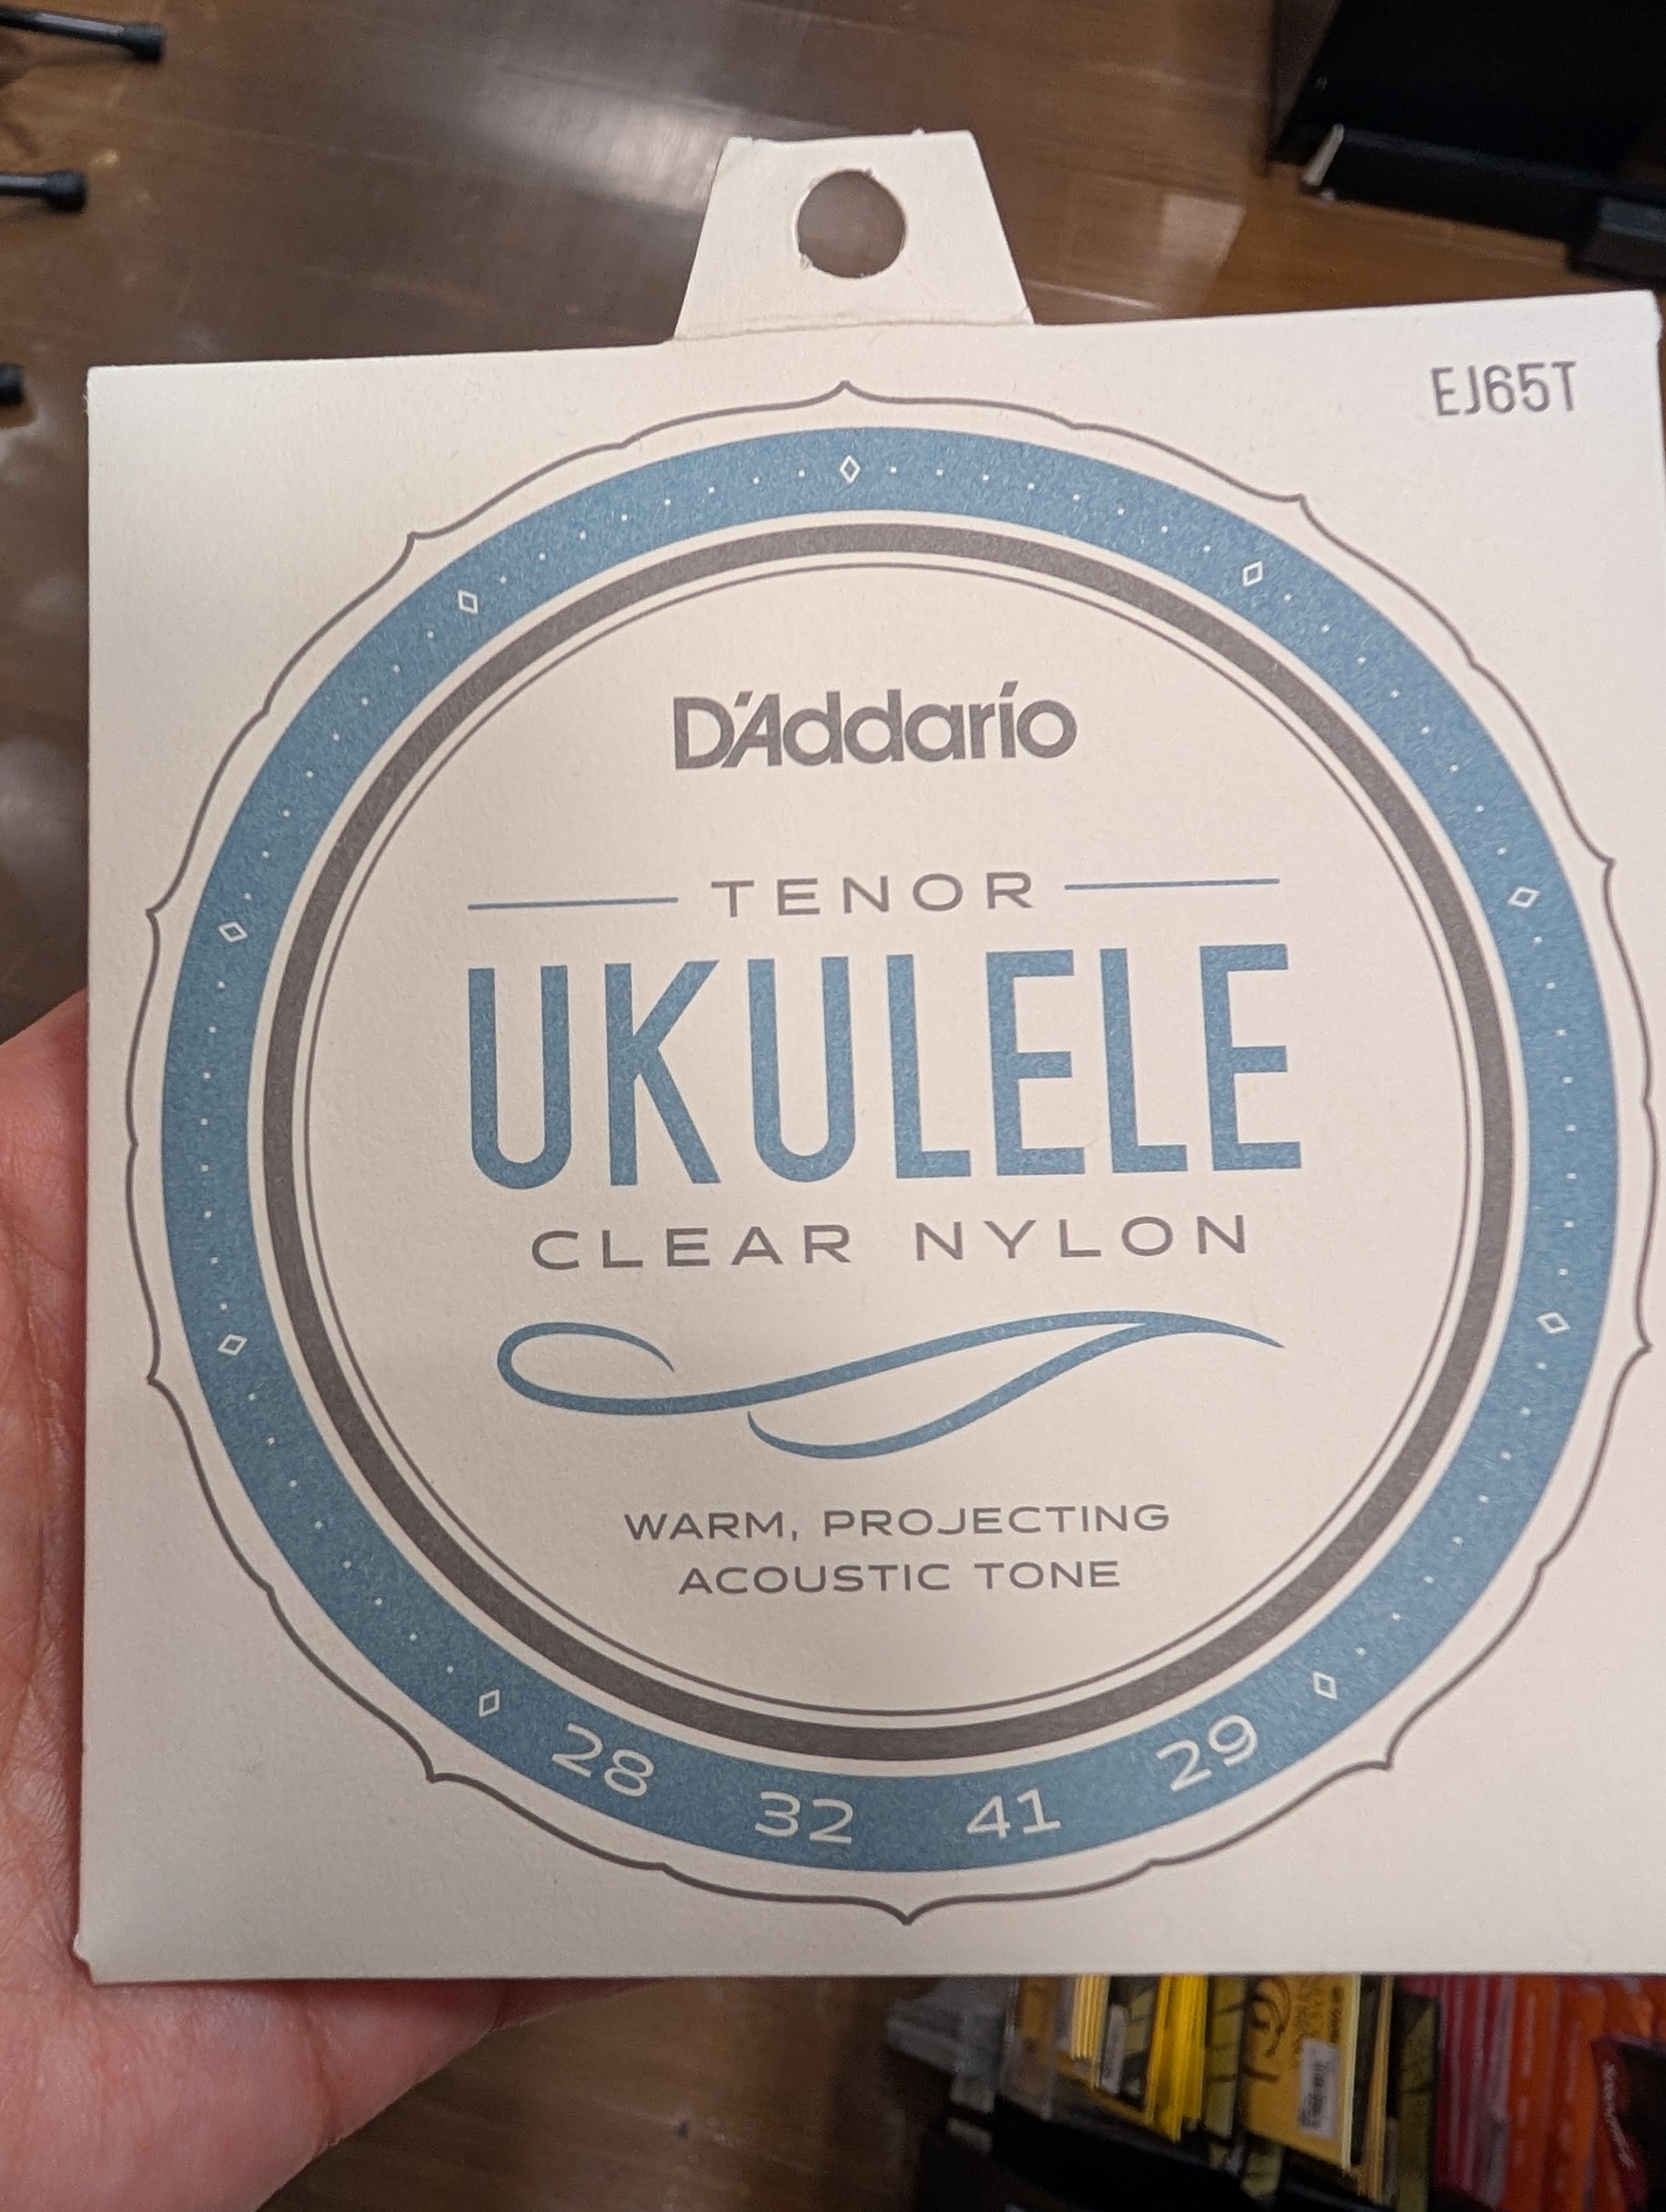 EJ65T
D'Addario
TENOR
UKULELE
CLEAR NYLON
WARM, PROJECTING
ACOUSTIC TONE
28 32 41 29